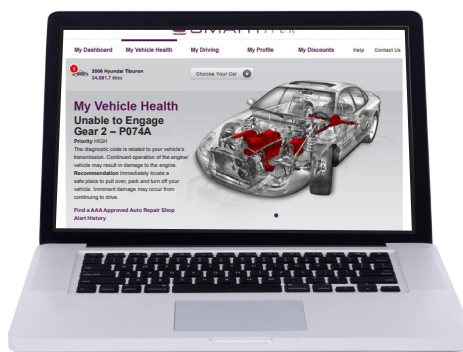 My Dashboard My Vehicle Health My Driving My Profile My Discounts Help Contact Us
1
2006 Hyundai Tiburon Choose Your Car
24,881.7 Miles
My Vehicle Health
Unable to Engage
Gear 2 – P074A
Priority HIGH
The diagnostic code is related to your vehicle's
transmission. Continued operation of the engine/
vehicle may result in damage to the engine.
Recommendation Immediately locate a
safe place to pull over, park and turn off your
vehicle. Imminent damage may occur from
continuing to drive.
Find a AAA Approved Auto Repair Shop
Alert History